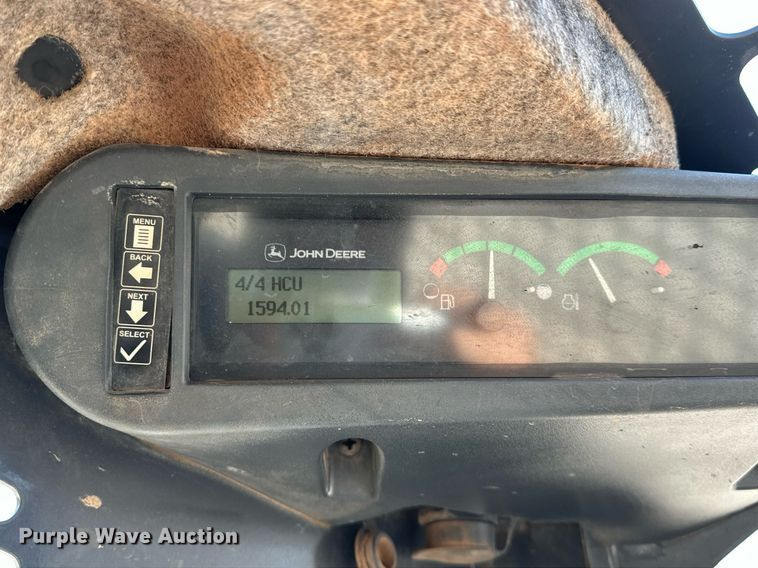 MENU
BACK
NEXT
SELECT
JOHN DEERE
4/4 HCU
1594.01
Purple Wave Auction®